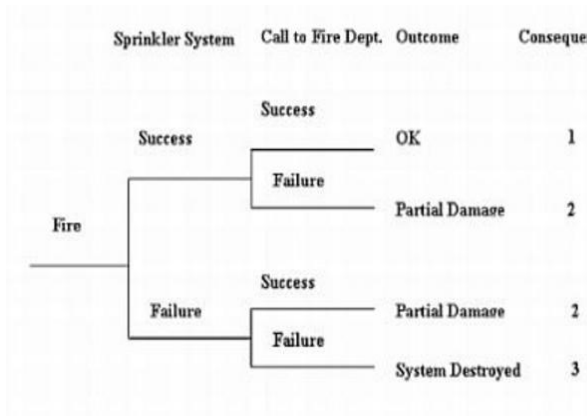 Sprinkler System Call to Fire Dept. Outcome Conseque
Success
Success OK 1
Failure
Partial Damage 2
Fire
Success
Failure Partial Damage 2
Failure
System Destroyed 3